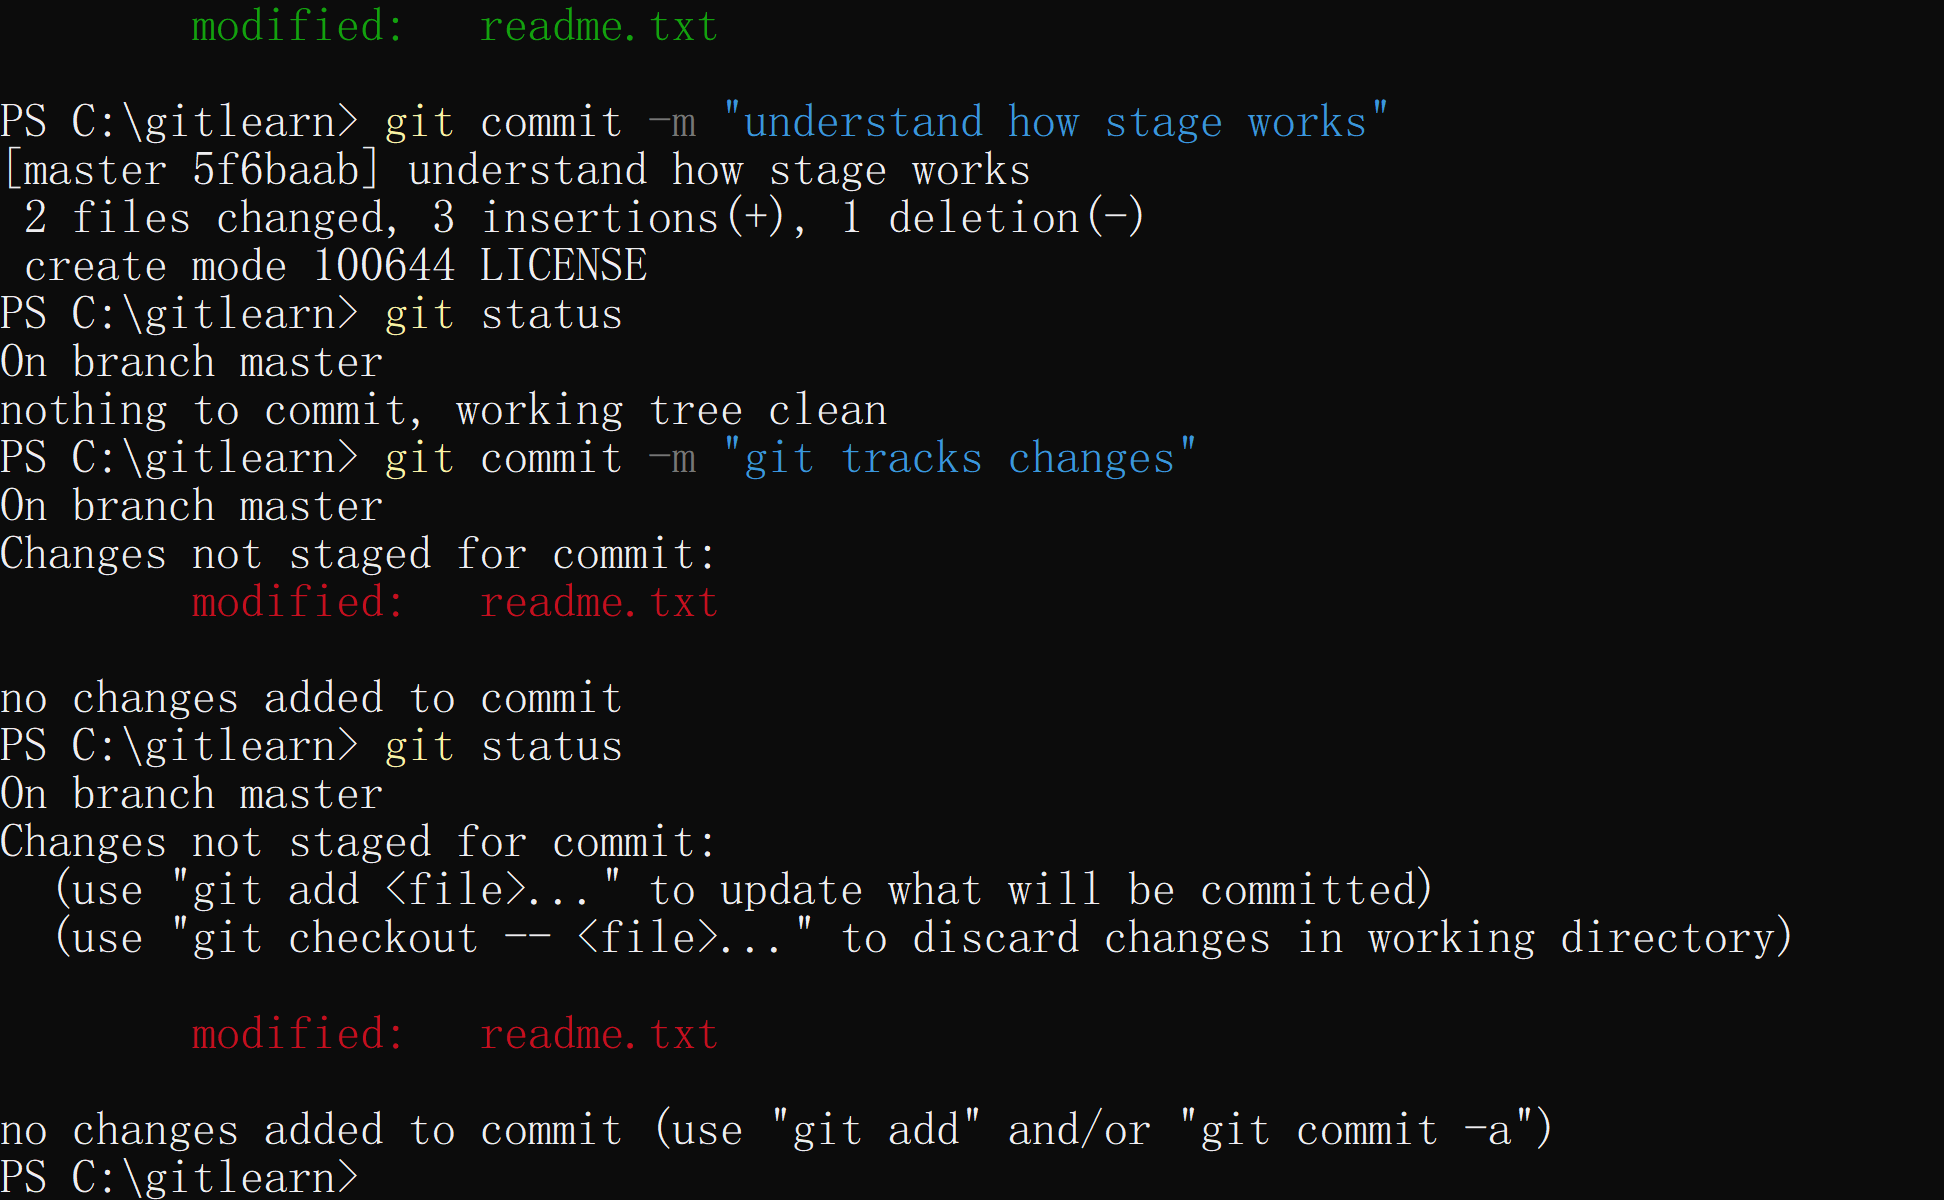 modified:   readme.txt
PS C:\gitlearn> git commit -m "understand how stage works"
[master 5f6baab] understand how stage works
 2 files changed, 3 insertions(+), 1 deletion(-)
 create mode 100644 LICENSE
PS C:\gitlearn> git status
On branch master
nothing to commit, working tree clean
PS C:\gitlearn> git commit -m "git tracks changes"
On branch master
Changes not staged for commit:
        modified:   readme.txt
no changes added to commit
PS C:\gitlearn> git status
On branch master
Changes not staged for commit:
  (use "git add <file>..." to update what will be committed)
  (use "git checkout -- <file>..." to discard changes in working directory)
        modified:   readme.txt
no changes added to commit (use "git add" and/or "git commit -a")
PS C:\gitlearn>